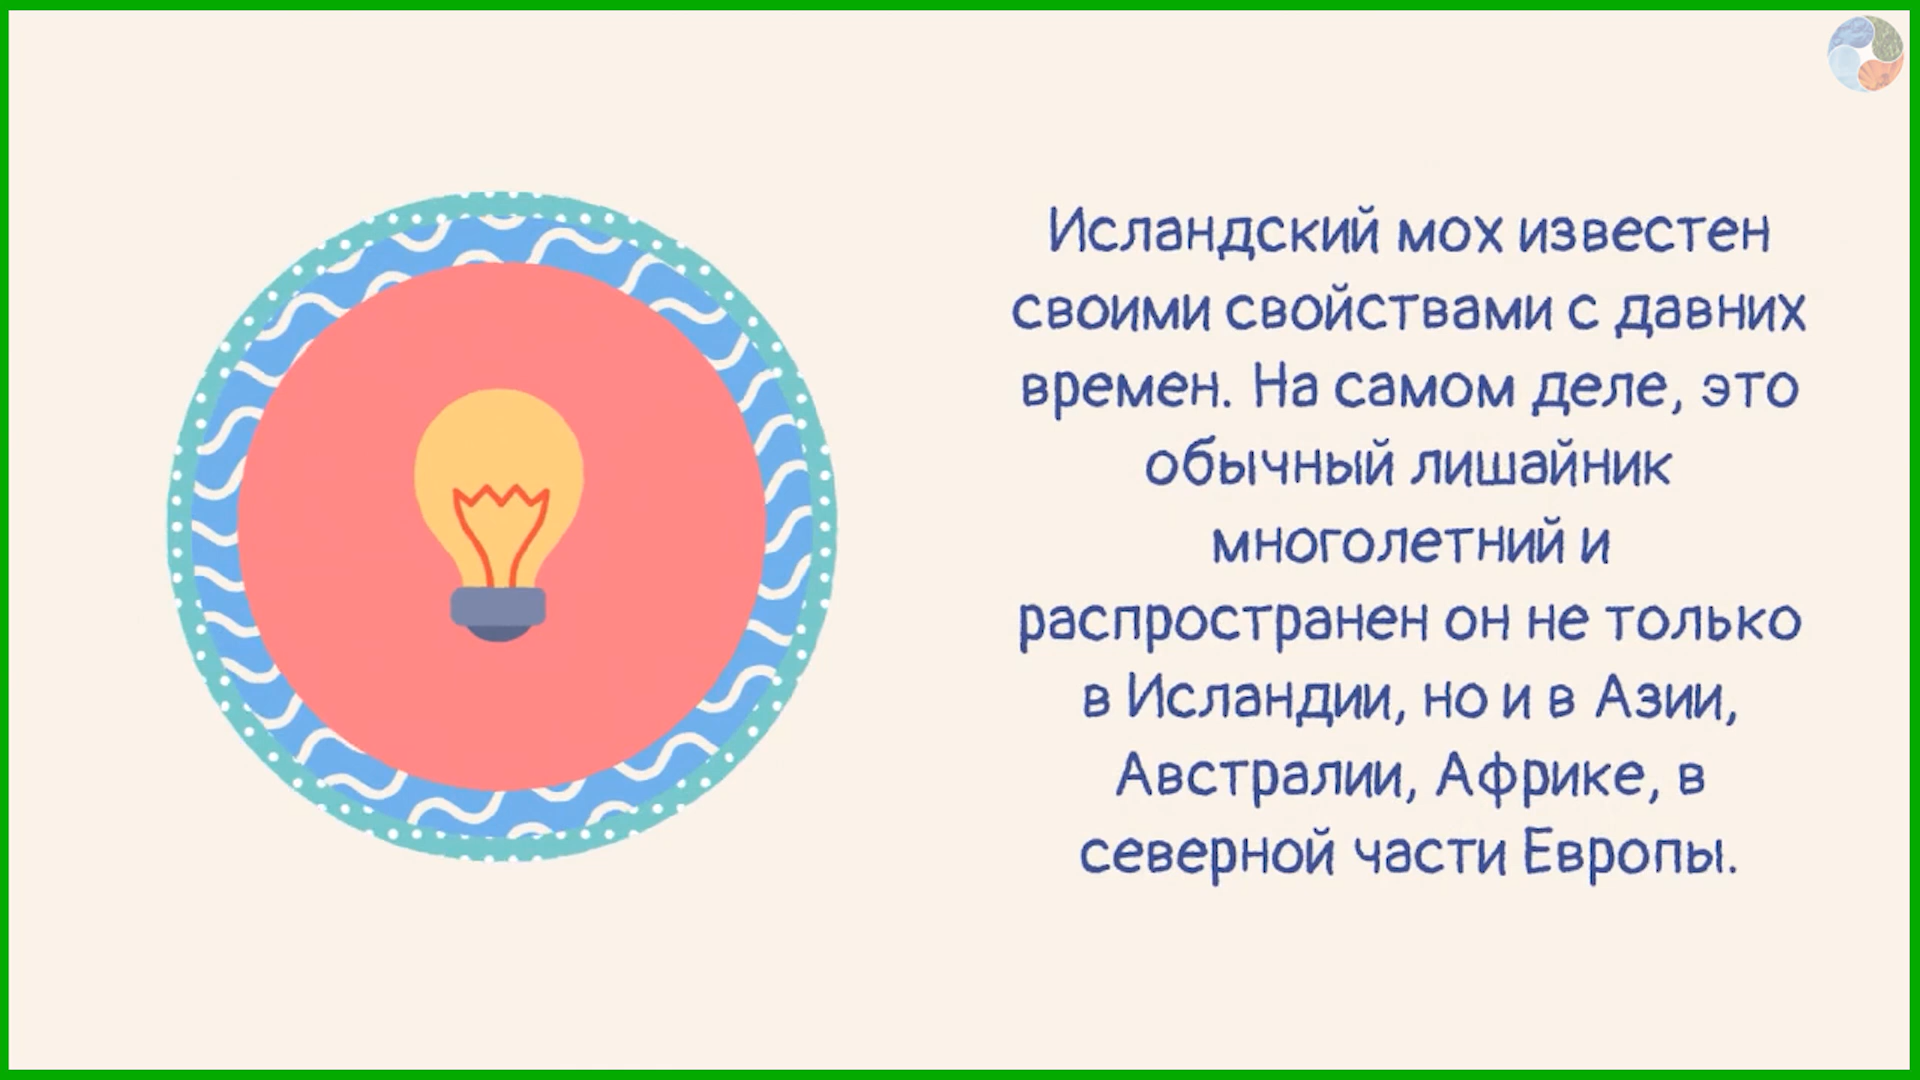 Исландский мох известен
своими свойствами с давних
времен. На самом деле, это
обычный лишайник
многолетний и
распространен он не только
в Исландии, но и в Азии,
Австралии, Африке, в
северной части Европы.